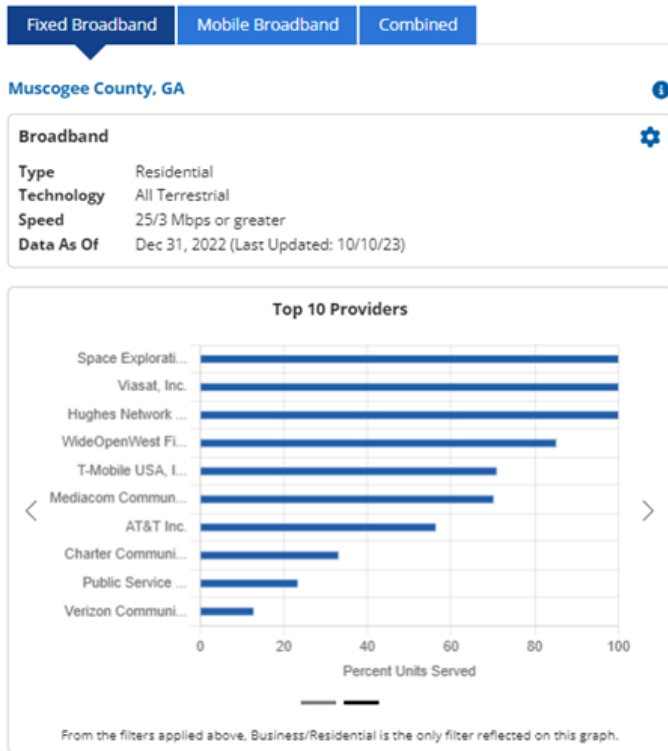 Fixed Broadband Mobile Broadband Combined
Muscogee County, GA
Broadband
Type Residential
Technology All Terrestrial
Speed 25/3 Mbps or greater
Data As Of Dec 31, 2022 (Last Updated: 10/10/23)
Top 10 Providers
Space Explorati...
Viasat, Inc.
Hughes Network ...
WideOpenWest Fi...
T-Mobile USA, I...
Mediacom Commun...
AT&T Inc.
Charter Communi...
Public Service ...
Verizon Communi...
0 20 40 60 80 100
Percent Units Served
From the filters applied above, Business/Residential is the only filter reflected on this graph.